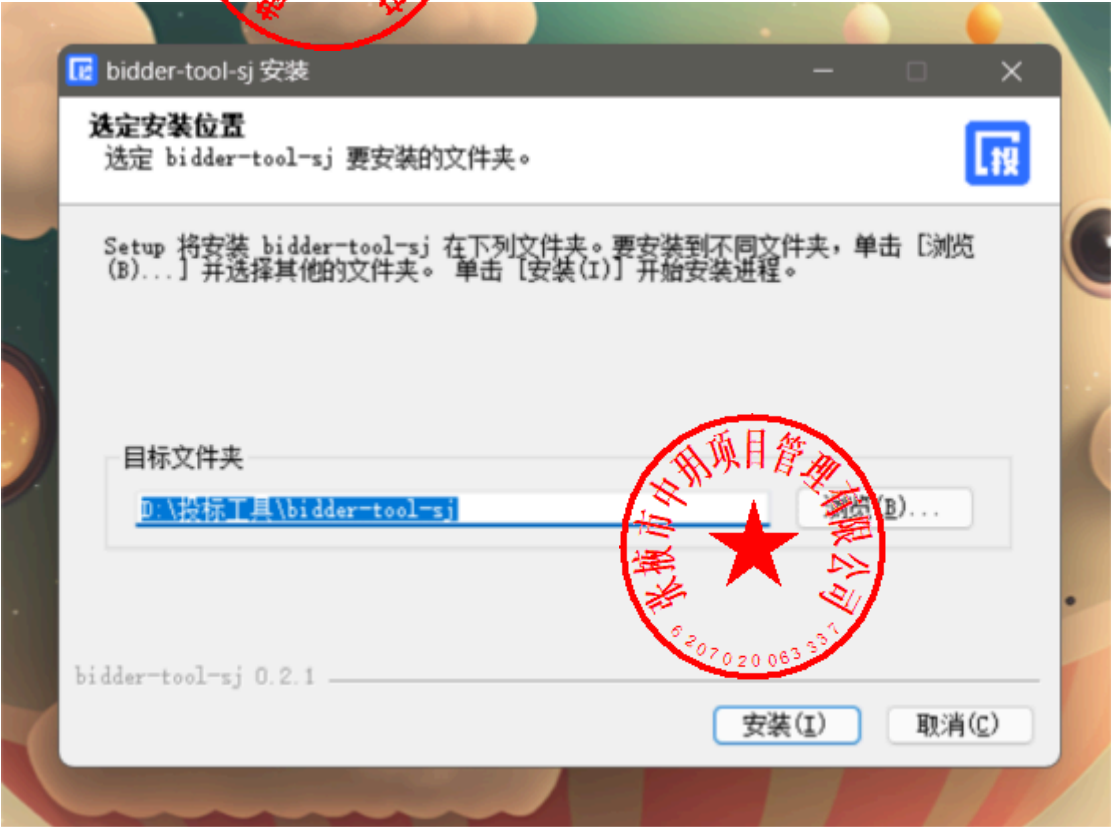 bidder-tool-sj 安装
选定安装位置
选定 bidder-tool-sj 要安装的文件夹。
投
Setup 将安装 bidder-tool-sj 在下列文件夹。要安装到不同文件夹，单击 [浏览
(B)...] 并选择其他的文件夹。 单击 [安装(I)] 开始安装进程。
目标文件夹
D:\投标工具\bidder-tool-sj
浏览(B)...
张掖市中玥项目管理有限公司
6207020063337
bidder-tool-sj 0.2.1
安装(I)
取消(C)